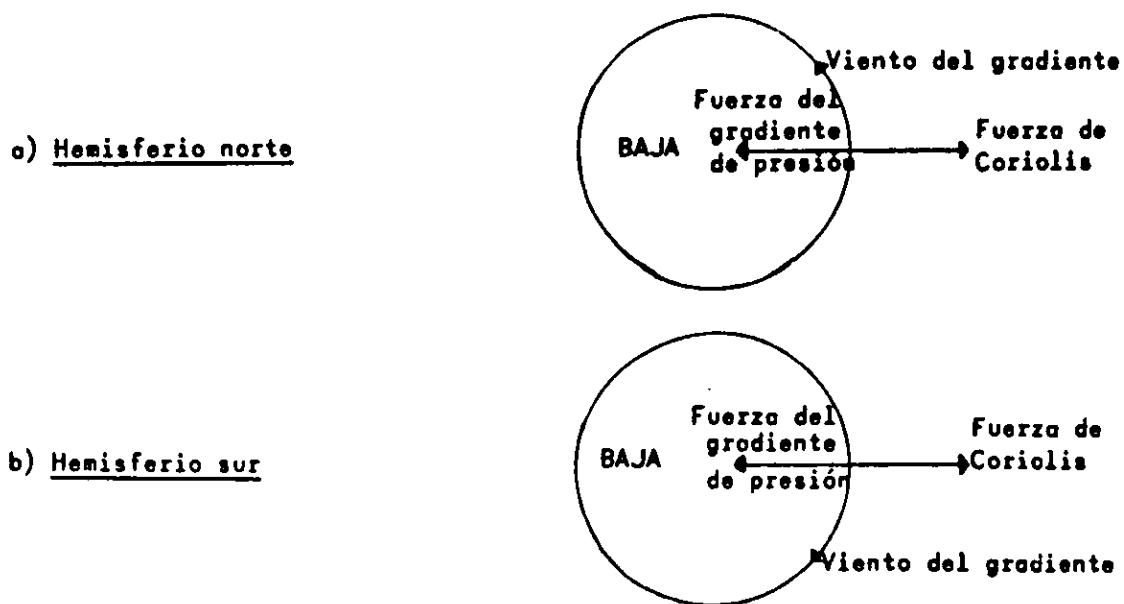 Viento del gradiente
Fuerza del
gradiente
de presión
a) Hemisferio norte
BAJA
Fuerza de
Coriolis
Fuerza del
gradiente
de presión
b) Hemisferio sur
BAJA
Fuerza de
Coriolis
Viento del gradiente